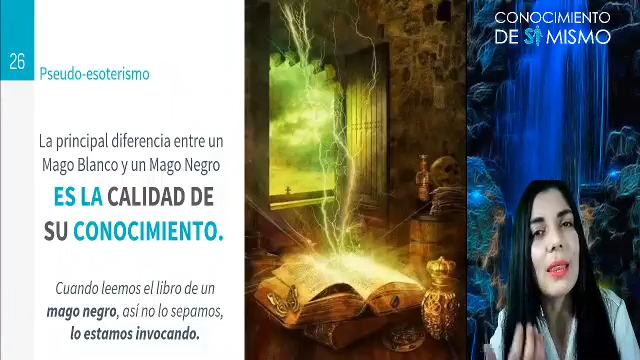 26
Pseudo-esoterismo
La principal diferencia entre un
Mago Blanco y un Mago Negro
ES LA CALIDAD DE
SU CONOCIMIENTO.
Cuando leemos el libro de un
mago negro, así no lo sepamos,
lo estamos invocando.
CONOCIMIENTO
DE SÍ MISMO